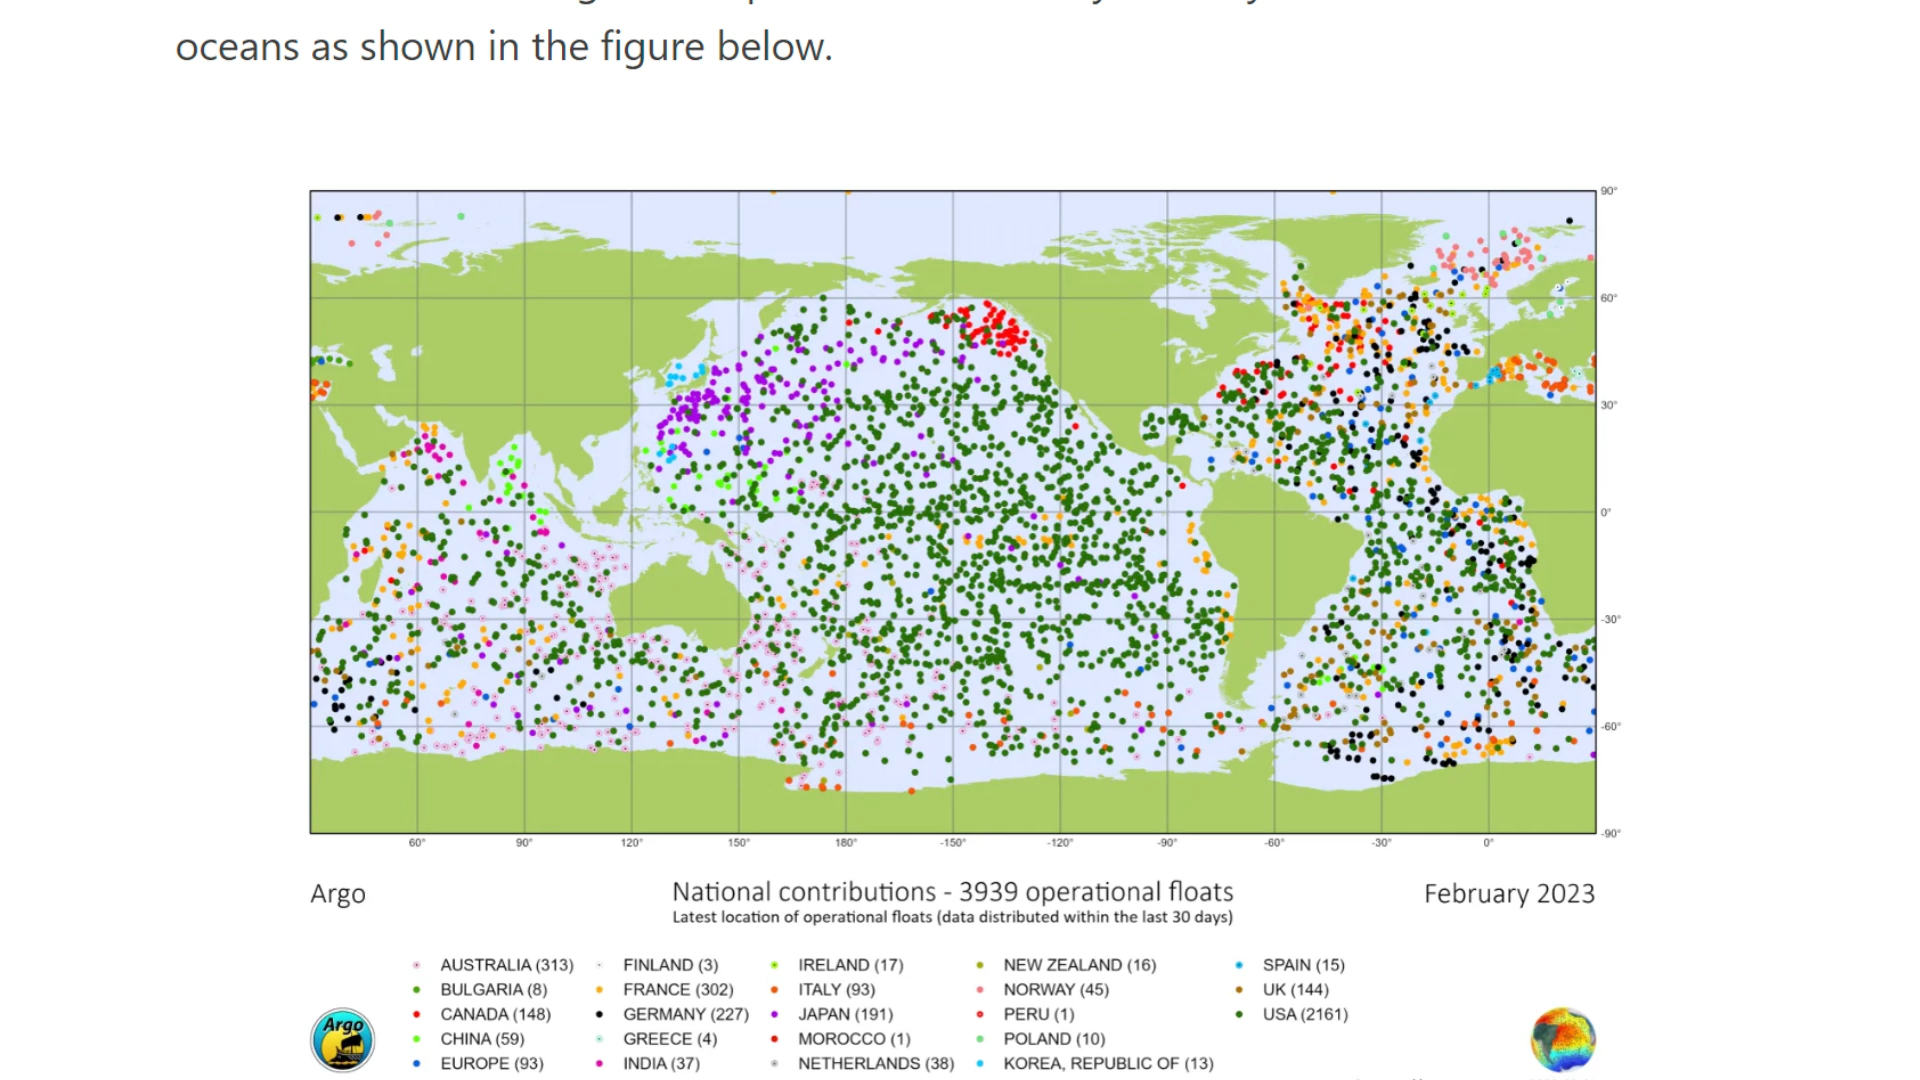 oceans as shown in the figure below.
90°
60°
30°
0°
-30°
-60°
-90°
60° 90° 120° 150° 180° -150° -120° -90° -60° -30° 0°
Argo National contributions - 3939 operational floats February 2023
Latest location of operational floats (data distributed within the last 30 days)
AUSTRALIA (313) FINLAND (3) IRELAND (17) NEW ZEALAND (16) SPAIN (15)
BULGARIA (8) FRANCE (302) ITALY (93) NORWAY (45) UK (144)
CANADA (148) GERMANY (227) JAPAN (191) PERU (1) USA (2161)
CHINA (59) GREECE (4) MOROCCO (1) POLAND (10)
EUROPE (93) INDIA (37) NETHERLANDS (38) KOREA, REPUBLIC OF (13)
Argo